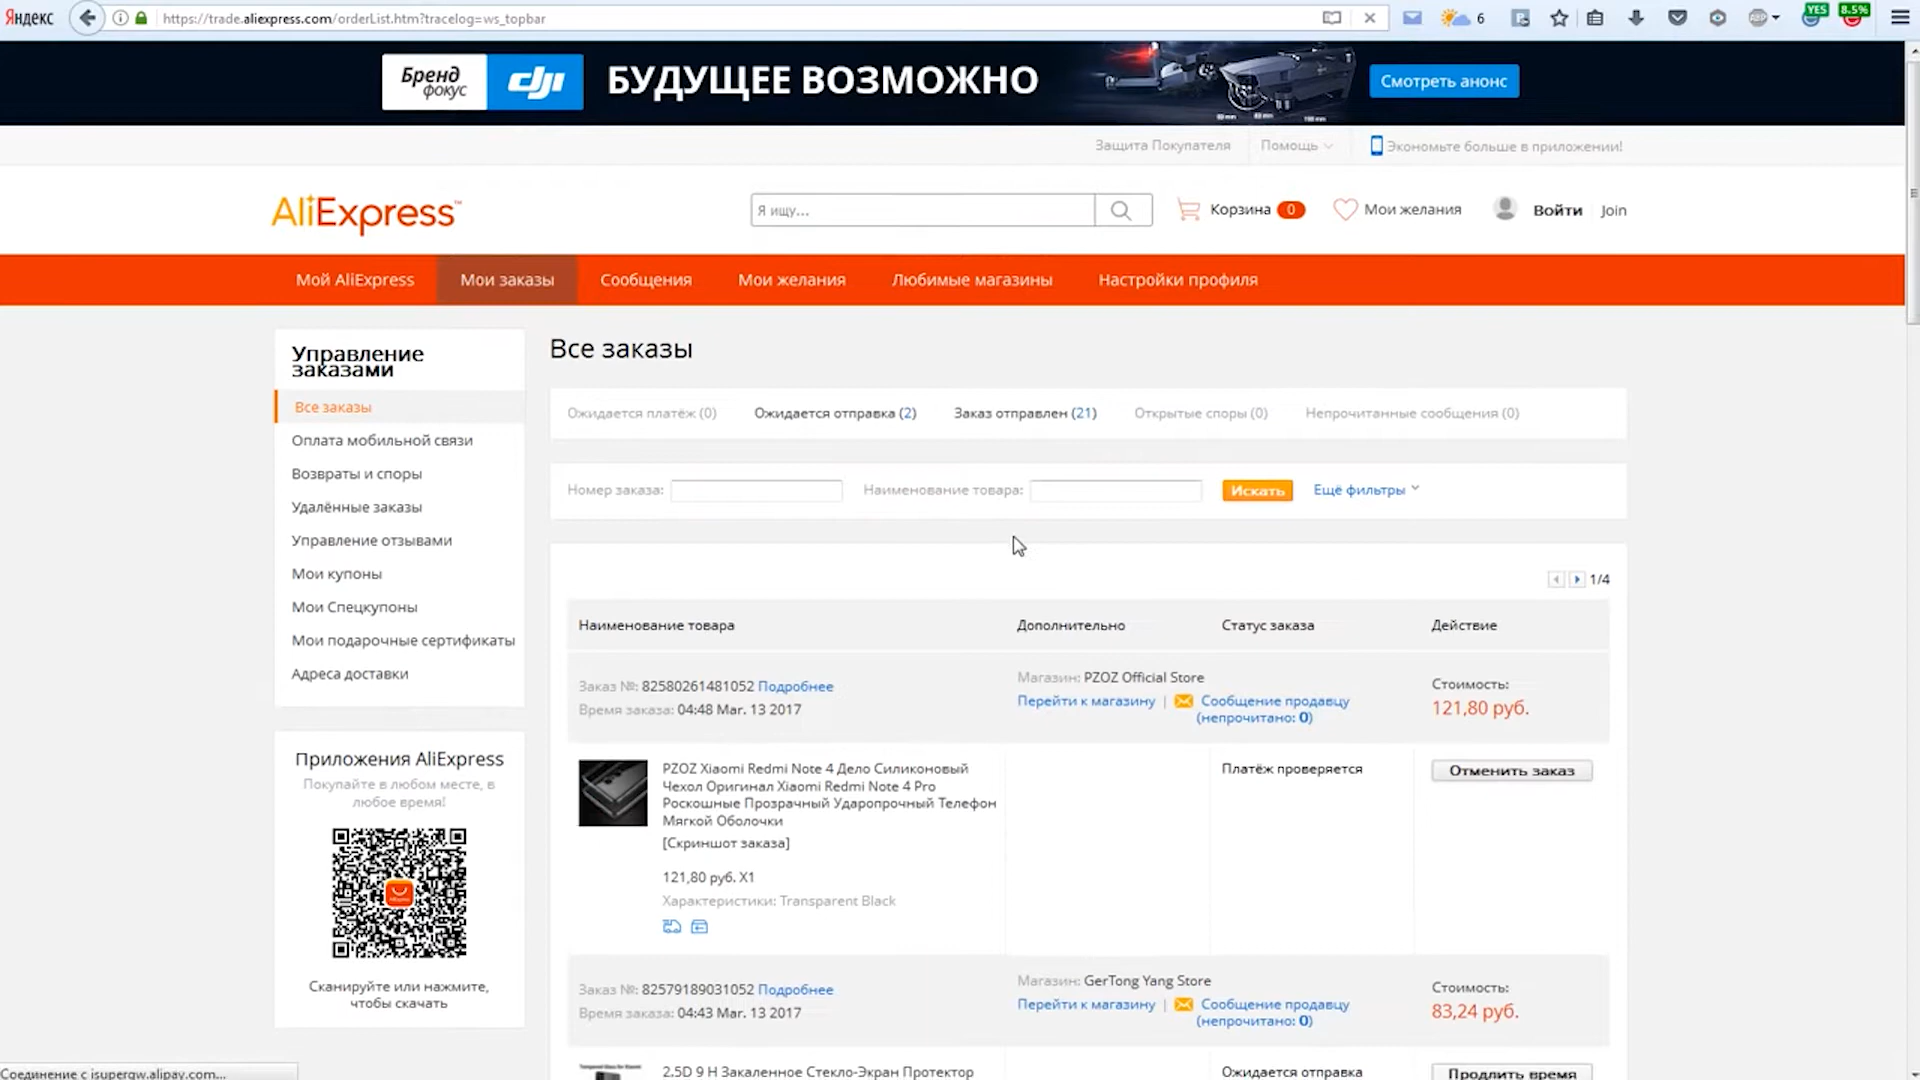 Яндекс
https://trade.aliexpress.com/orderList.htm?tracelog=ws_topbar
6
YES
8.5%
Бренд
фокус
dji
БУДУЩЕЕ ВОЗМОЖНО
Смотреть анонс
Защита Покупателя
Помощь
Экономьте больше в приложении!
AliExpress™
Я ищу...
Корзина 0
Мои желания
Войти
Join
Мой AliExpress
Мои заказы
Сообщения
Мои желания
Любимые магазины
Настройки профиля
Управление
заказами
Все заказы
Оплата мобильной связи
Возвраты и споры
Удалённые заказы
Управление отзывами
Мои купоны
Мои Спецкупоны
Мои подарочные сертификаты
Адреса доставки
Приложения AliExpress
Покупайте в любом месте, в
любое время!
Сканируйте или нажмите,
чтобы скачать
Все заказы
Ожидается платёж (0)
Ожидается отправка (2)
Заказ отправлен (21)
Открытые споры (0)
Непрочитанные сообщения (0)
Номер заказа:
Наименование товара:
Искать
Ещё фильтры
1/4
Наименование товара
Дополнительно
Статус заказа
Действие
Заказ №: 82580261481052 Подробнее
Время заказа: 04:48 Mar. 13 2017
Магазин: PZOZ Official Store
Перейти к магазину | Сообщение продавцу
(непрочитано: 0)
Стоимость:
121,80 руб.
PZOZ Xiaomi Redmi Note 4 Дело Силиконовый
Чехол Оригинал Xiaomi Redmi Note 4 Pro
Роскошные Прозрачный Ударопрочный Телефон
Мягкой Оболочки
[Скриншот заказа]
121,80 руб. X1
Характеристики: Transparent Black
Платёж проверяется
Отменить заказ
Заказ №: 82579189031052 Подробнее
Время заказа: 04:43 Mar. 13 2017
Магазин: GerTong Yang Store
Перейти к магазину | Сообщение продавцу
(непрочитано: 0)
Стоимость:
83,24 руб.
2.5D 9 H Закаленное Стекло-Экран Протектор
Ожидается отправка
Продлить время
Соединение с isupergw.alipay.com...